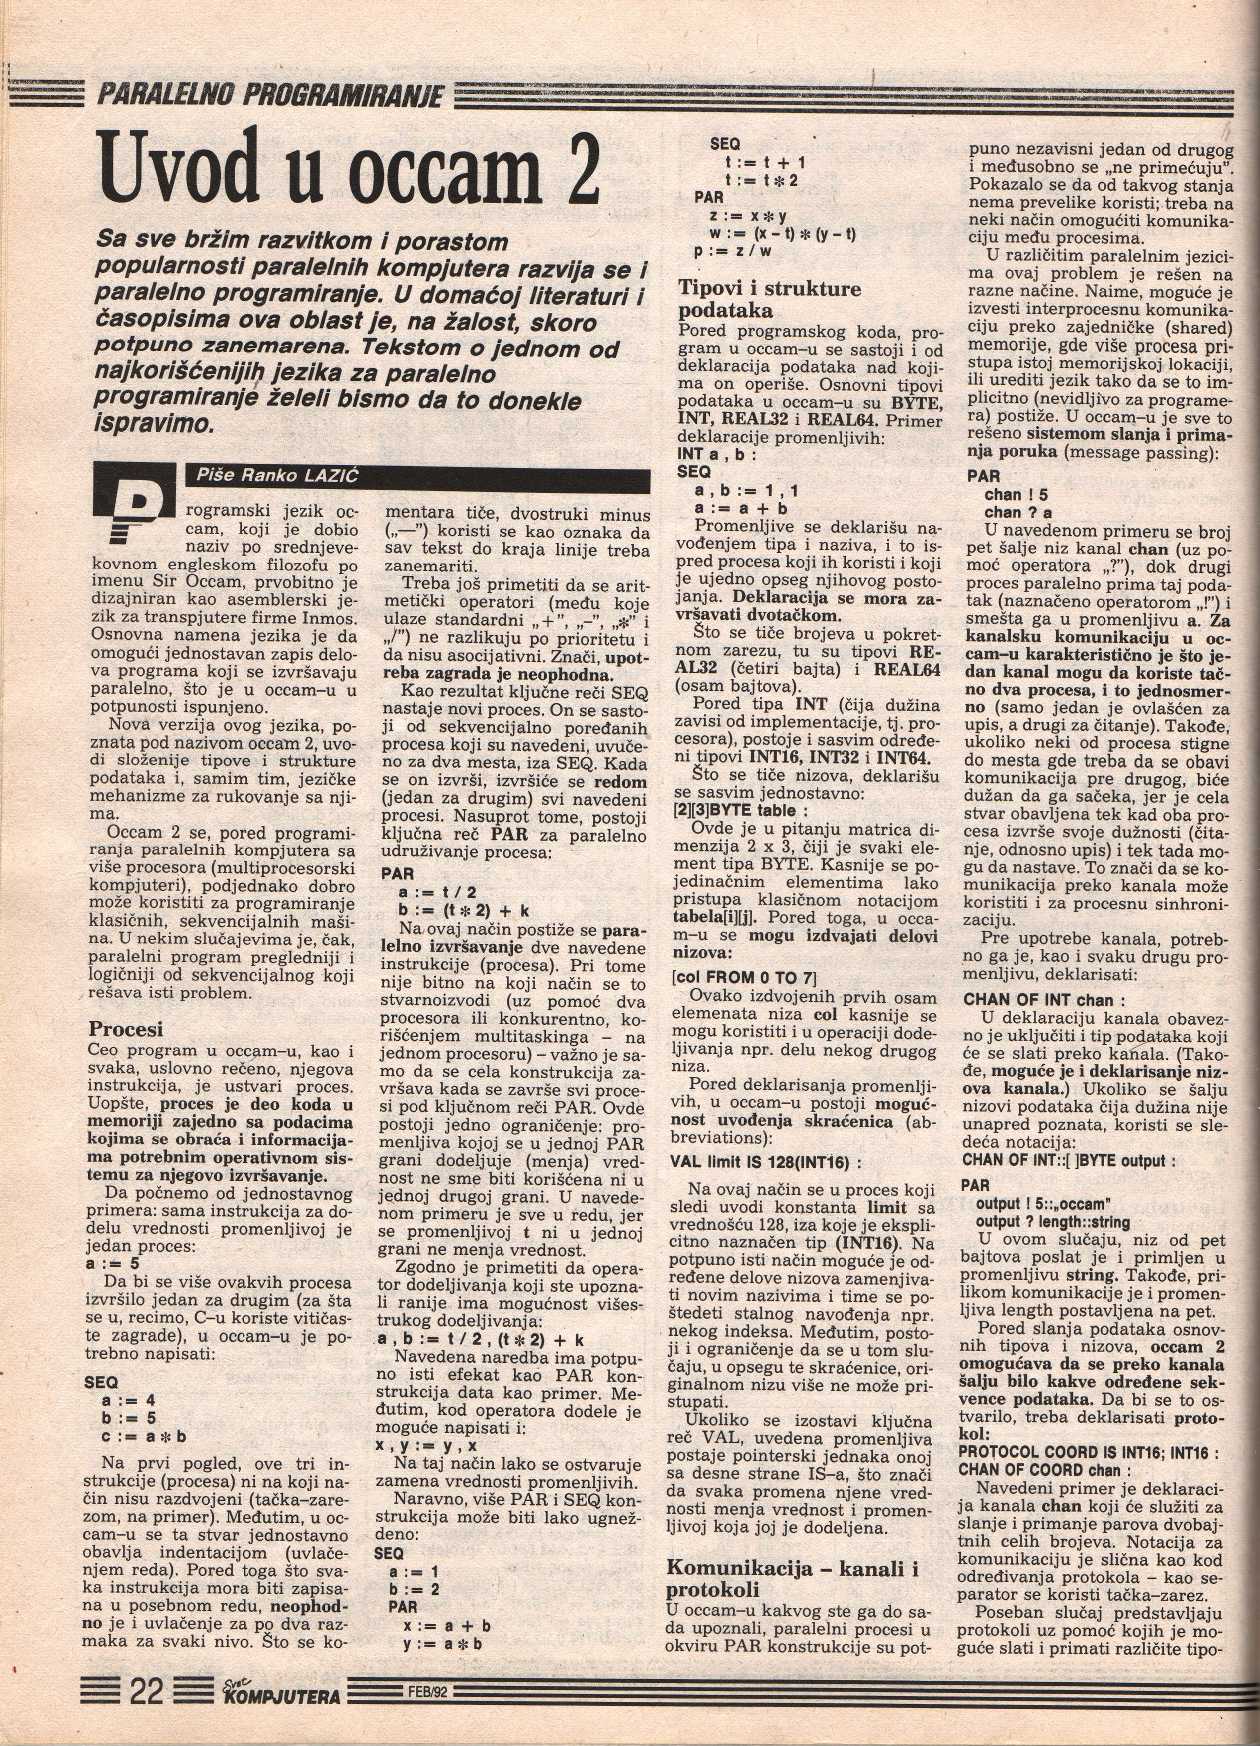 PARALELNO PROGRAMIRANJE
Uvod u occam 2
Sa sve bržim razvitkom i porastom
popularnosti paralelnih kompjutera razvija se i
paralelno programiranje. U domaćoj literaturi i
časopisima ova oblast je, na žalost, skoro
potpuno zanemarena. Tekstom o jednom od
najkorišćenijih jezika za paralelno
programiranje želeli bismo da to donekle
ispravimo.
Piše Ranko LAZIĆ
Programski jezik oc-
cam, koji je dobio
naziv po srednjeve-
kovnom engleskom filozofu po
imenu Sir Occam, prvobitno je
dizajniran kao asemblerski je-
zik za transpjutere firme Inmos.
Osnovna namena jezika je da
omogući jednostavan zapis delo-
va programa koji se izvršavaju
paralelno, što je u occam–u u
potpunosti ispunjeno.
Nova verzija ovog jezika, po-
znata pod nazivom occam 2, uvo-
di složenije tipove i strukture
podataka i, samim tim, jezičke
mehanizme za rukovanje sa nji-
ma.
Occam 2 se, pored programi-
ranja paralelnih kompjutera sa
više procesora (multiprocesorski
kompjuteri), podjednako dobro
može koristiti za programiranje
klasičnih, sekvencijalnih maši-
na. U nekim slučajevima je, čak,
paralelni program pregledniji i
logičniji od sekvencijalnog koji
rešava isti problem.
Procesi
Ceo program u occam–u, kao i
svaka, uslovno rečeno, njegova
instrukcija, je ustvari proces.
Uopšte, proces je deo koda u
memoriji zajedno sa podacima
kojima se obraća i informacija-
ma potrebnim operativnom sis-
temu za njegovo izvršavanje.
Da počnemo od jednostavnog
primera: sama instrukcija za do-
delu vrednosti promenljivoj je
jedan proces:
a := 5
Da bi se više ovakvih procesa
izvršilo jedan za drugim (za šta
se u, recimo, C–u koriste vitičas-
te zagrade), u occam–u je po-
trebno napisati:
SEQ
a := 4
b := 5
c := a * b
Na prvi pogled, ove tri in-
strukcije (procesa) ni na koji na-
čin nisu razdvojeni (tačka–zare-
zom, na primer). Međutim, u oc-
cam–u se ta stvar jednostavno
obavlja indentacijom (uvlače-
njem reda). Pored toga što sva-
ka instrukcija mora biti zapisa-
na u posebnom redu, neophod-
no je i uvlačenje za po dva raz-
maka za svaki nivo. Što se ko-
mentara tiče, dvostruki minus
(„—”) koristi se kao oznaka da
sav tekst do kraja linije treba
zanemariti.
Treba još primetiti da se arit-
metički operatori (među koje
ulaze standardni „+”, „–”, „*” i
„/”) ne razlikuju po prioritetu i
da nisu asocijativni. Znači, upot-
reba zagrada je neophodna.
Kao rezultat ključne reči SEQ
nastaje novi proces. On se sasto-
ji od sekvencijalno poređanih
procesa koji su navedeni, uvuče-
no za dva mesta, iza SEQ. Kada
se on izvrši, izvršiće se redom
(jedan za drugim) svi navedeni
procesi. Nasuprot tome, postoji
ključna reč PAR za paralelno
udruživanje procesa:
PAR
a := t / 2
b := (t * 2) + k
Na ovaj način postiže se para-
lelno izvršavanje dve navedene
instrukcije (procesa). Pri tome
nije bitno na koji način se to
stvarnoizvodi (uz pomoć dva
procesora ili konkurentno, ko-
rišćenjem multitaskinga – na
jednom procesoru) – važno je sa-
mo da se cela konstrukcija za-
vršava kada se završe svi proce-
si pod ključnom reči PAR. Ovde
postoji jedno ograničenje: pro-
menljiva kojoj se u jednoj PAR
grani dodeljuje (menja) vred-
nost ne sme biti korišćena ni u
jednoj drugoj grani. U navede-
nom primeru je sve u redu, jer
se promenljivoj t ni u jednoj
grani ne menja vrednost.
Zgodno je primetiti da opera-
tor dodeljivanja koji ste upozna-
li ranije ima mogućnost višes-
trukog dodeljivanja:
a , b := t / 2 , (t * 2) + k
Navedena naredba ima potpu-
no isti efekat kao PAR kon-
strukcija data kao primer. Me-
đutim, kod operatora dodele je
moguće napisati i:
x , y := y , x
Na taj način lako se ostvaruje
zamena vrednosti promenljivih.
Naravno, više PAR i SEQ kon-
strukcija može biti lako ugnež-
deno:
SEQ
a := 1
b := 2
PAR
x := a + b
y := a * b
SEQ
t := t + 1
t := t * 2
PAR
z := x * y
w := (x – t) * (y – t)
p := z / w
Tipovi i strukture
podataka
Pored programskog koda, pro-
gram u occam–u se sastoji i od
deklaracija podataka nad koji-
ma on operiše. Osnovni tipovi
podataka u occam–u su BYTE,
INT, REAL32 i REAL64. Primer
deklaracije promenljivih:
INT a , b :
SEQ
a , b := 1 , 1
a := a + b
Promenljive se deklarišu na-
vođenjem tipa i naziva, i to is-
pred procesa koji ih koristi i koji
je ujedno opseg njihovog posto-
janja. Deklaracija se mora za-
vršavati dvotačkom.
Što se tiče brojeva u pokret-
nom zarezu, tu su tipovi RE-
AL32 (četiri bajta) i REAL64
(osam bajtova).
Pored tipa INT (čija dužina
zavisi od implementacije, tj. pro-
cesora), postoje i sasvim određe-
ni tipovi INT16, INT32 i INT64.
Što se tiče nizova, deklarišu
se sasvim jednostavno:
[2][3]BYTE table :
Ovde je u pitanju matrica di-
menzija 2 x 3, čiji je svaki ele-
ment tipa BYTE. Kasnije se po-
jedinačnim elementima lako
pristupa klasičnom notacijom
tabela[i][j]. Pored toga, u occa-
m–u se mogu izdvajati delovi
nizova:
[col FROM 0 TO 7]
Ovako izdvojenih prvih osam
elemenata niza col kasnije se
mogu koristiti i u operaciji dode-
ljivanja npr. delu nekog drugog
niza.
Pored deklarisanja promenlji-
vih, u occam–u postoji moguć-
nost uvođenja skraćenica (ab-
breviations):
VAL limit IS 128(INT16) :
Na ovaj način se u proces koji
sledi uvodi konstanta limit sa
vrednošću 128, iza koje je ekspli-
citno naznačen tip (INT16). Na
potpuno isti način moguće je od-
ređene delove nizova zamenjiva-
ti novim nazivima i time se po-
štedeti stalnog navođenja npr.
nekog indeksa. Međutim, posto-
ji i ograničenje da se u tom slu-
čaju, u opsegu te skraćenice, ori-
ginalnom nizu više ne može pri-
stupati.
Ukoliko se izostavi ključna
reč VAL, uvedena promenljiva
postaje pointerski jednaka onoj
sa desne strane IS–a, što znači
da svaka promena njene vred-
nosti menja vrednost i promen-
ljivoj koja joj je dodeljena.
Komunikacija – kanali i
protokoli
U occam–u kakvog ste ga do sa-
da upoznali, paralelni procesi u
okviru PAR konstrukcije su pot-
puno nezavisni jedan od drugog
i međusobno se „ne primećuju”.
Pokazalo se da od takvog stanja
nema prevelike koristi; treba na
neki način omogućiti komunika-
ciju među procesima.
U različitim paralelnim jezici-
ma ovaj problem je rešen na
razne načine. Naime, moguće je
izvesti interprocesnu komunika-
ciju preko zajedničke (shared)
memorije, gde više procesa pri-
stupa istoj memorijskoj lokaciji,
ili urediti jezik tako da se to im-
plicitno (nevidljivo za programe-
ra) postiže. U occam–u je sve to
rešeno sistemom slanja i prima-
nja poruka (message passing):
PAR
chan ! 5
chan ? a
U navedenom primeru se broj
pet šalje niz kanal chan (uz po-
moć operatora „?”), dok drugi
proces paralelno prima taj poda-
tak (naznačeno operatorom „!”) i
smešta ga u promenljivu a. Za
kanalsku komunikaciju u oc-
cam–u karakteristično je što je-
dan kanal mogu da koriste tač-
no dva procesa, i to jednosmer-
no (samo jedan je ovlašćen za
upis, a drugi za čitanje). Takođe,
ukoliko neki od procesa stigne
do mesta gde treba da se obavi
komunikacija pre drugog, biće
dužan da ga sačeka, jer je cela
stvar obavljena tek kad oba pro-
cesa izvrše svoje dužnosti (čita-
nje, odnosno upis) i tek tada mo-
gu da nastave. To znači da se ko-
munikacija preko kanala može
koristiti i za procesnu sinhroni-
zaciju.
Pre upotrebe kanala, potreb-
no ga je, kao i svaku drugu pro-
menljivu, deklarisati:
CHAN OF INT chan :
U deklaraciju kanala obavez-
no je uključiti i tip podataka koji
će se slati preko kanala. (Tako-
đe, moguće je i deklarisanje niz-
ova kanala.) Ukoliko se šalju
nizovi podataka čija dužina nije
unapred poznata, koristi se sle-
deća notacija:
CHAN OF INT::[ ]BYTE output :
PAR
output ! 5::„occam”
output ? length::string
U ovom slučaju, niz od pet
bajtova poslat je i primljen u
promenljivu string. Takođe, pri-
likom komunikacije je i promen-
ljiva length postavljena na pet.
Pored slanja podataka osnov-
nih tipova i nizova, occam 2
omogućava da se preko kanala
šalju bilo kakve određene sek-
vence podataka. Da bi se to os-
tvarilo, treba deklarisati proto-
kol:
PROTOCOL COORD IS INT16; INT16 :
CHAN OF COORD chan :
Navedeni primer je deklaraci-
ja kanala chan koji će služiti za
slanje i primanje parova dvobaj-
tnih celih brojeva. Notacija za
komunikaciju je slična kao kod
određivanja protokola – kao se-
parator se koristi tačka–zarez.
Poseban slučaj predstavljaju
protokoli uz pomoć kojih je mo-
guće slati i primati različite tipo-
22 Svet KOMPJUTERA FEB/92